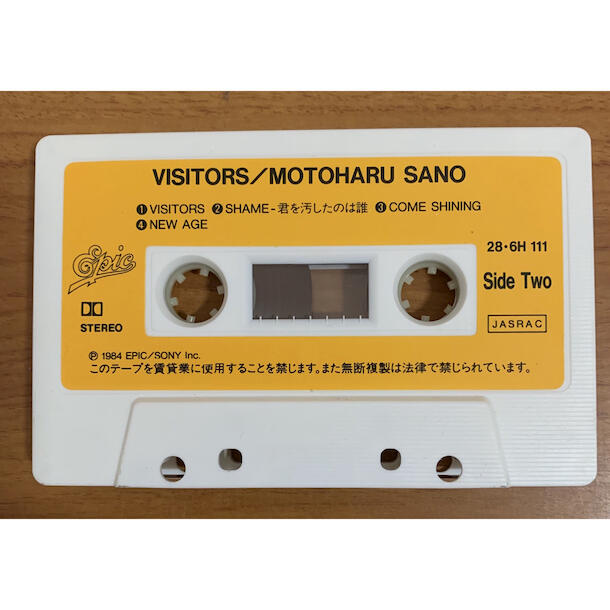 VISITORS/MOTOHARU SANO
❶VISITORS ❷SHAME-君を汚したのは誰 ❸COME SHINING
❹NEW AGE
Epic
28・6H 111
Side Two
STEREO
JASRAC
Ⓟ 1984 EPIC/SONY Inc.
このテープを賃貸業に使用することを禁じます。また無断複製は法律で禁じられています。